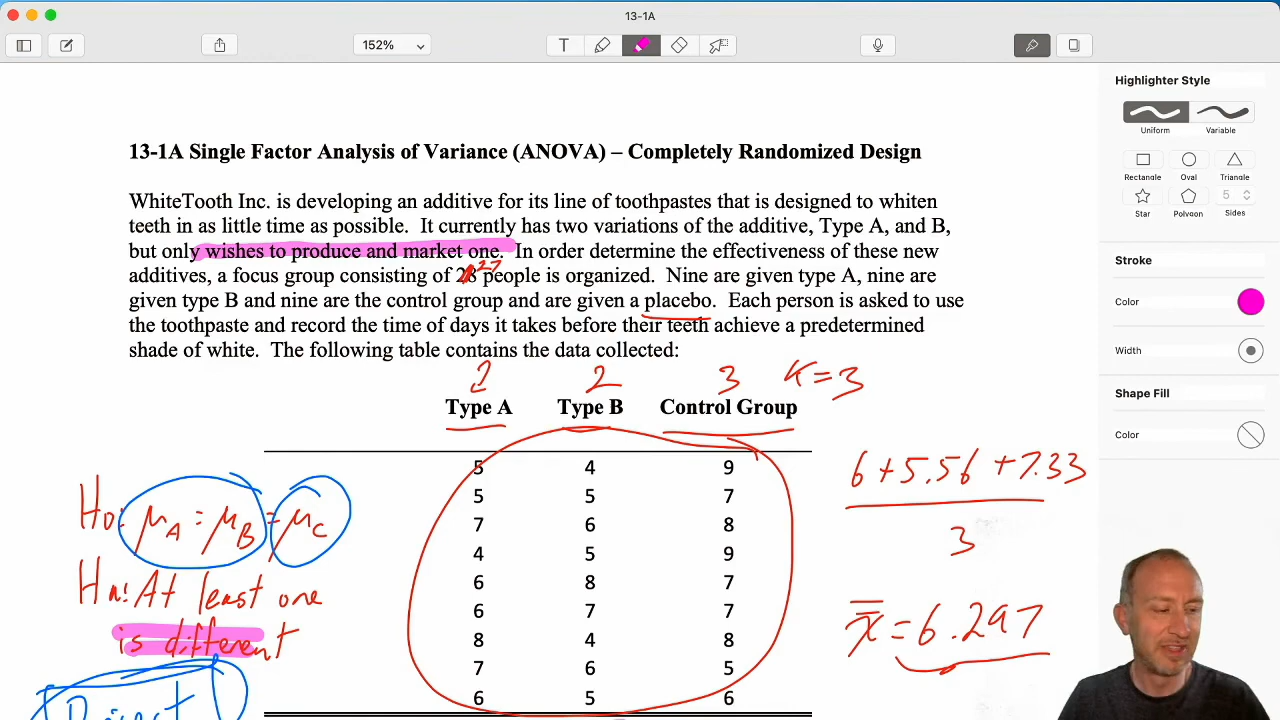 13-1A
152%
T
Highlighter Style
Uniform
Variable
Rectangle
Oval
Triangle
Star
Polygon
5
Sides
Stroke
Color
Width
Shape Fill
Color
13-1A Single Factor Analysis of Variance (ANOVA) – Completely Randomized Design
WhiteTooth Inc. is developing an additive for its line of toothpastes that is designed to whiten
teeth in as little time as possible. It currently has two variations of the additive, Type A, and B,
but only wishes to produce and market one. In order determine the effectiveness of these new
27
additives, a focus group consisting of 28 people is organized. Nine are given type A, nine are
given type B and nine are the control group and are given a placebo. Each person is asked to use
the toothpaste and record the time of days it takes before their teeth achieve a predetermined
shade of white. The following table contains the data collected:
1 2 3 K=3
Type A Type B Control Group
5 4 9
5 5 7
7 6 8
4 5 9
6 8 7
6 7 7
8 4 8
7 6 5
6 5 6
H0: μA = μB = μC
Ha: At least one
is different
Reject
6+5.56+7.33
3
x̿=6.297